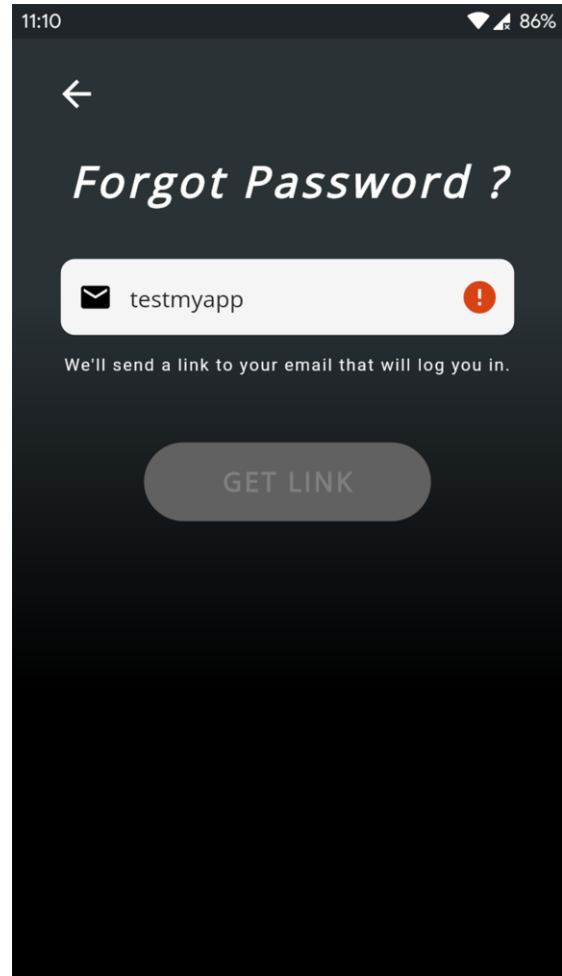 11:10 86%
Forgot Password ?
testmyapp
We'll send a link to your email that will log you in.
GET LINK